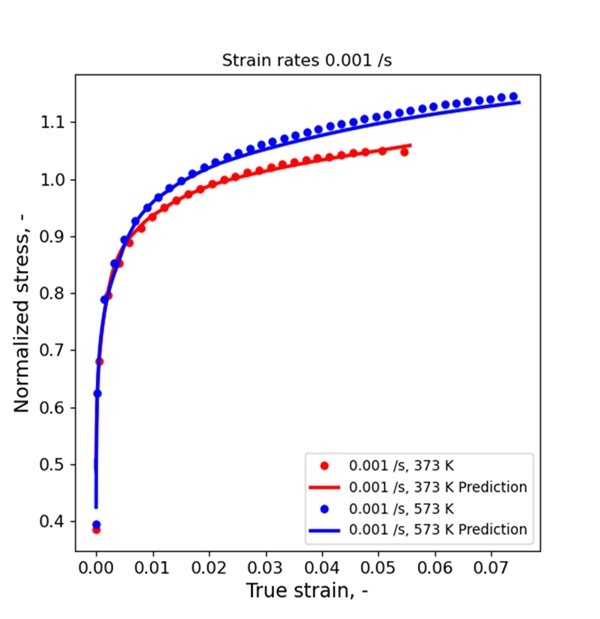 Strain rates 0.001 /s
Normalized stress, -
1.1
1.0
0.9
0.8
0.7
0.6
0.5
0.4
0.001 /s, 373 K
0.001 /s, 373 K Prediction
0.001 /s, 573 K
0.001 /s, 573 K Prediction
0.00 0.01 0.02 0.03 0.04 0.05 0.06 0.07
True strain, -